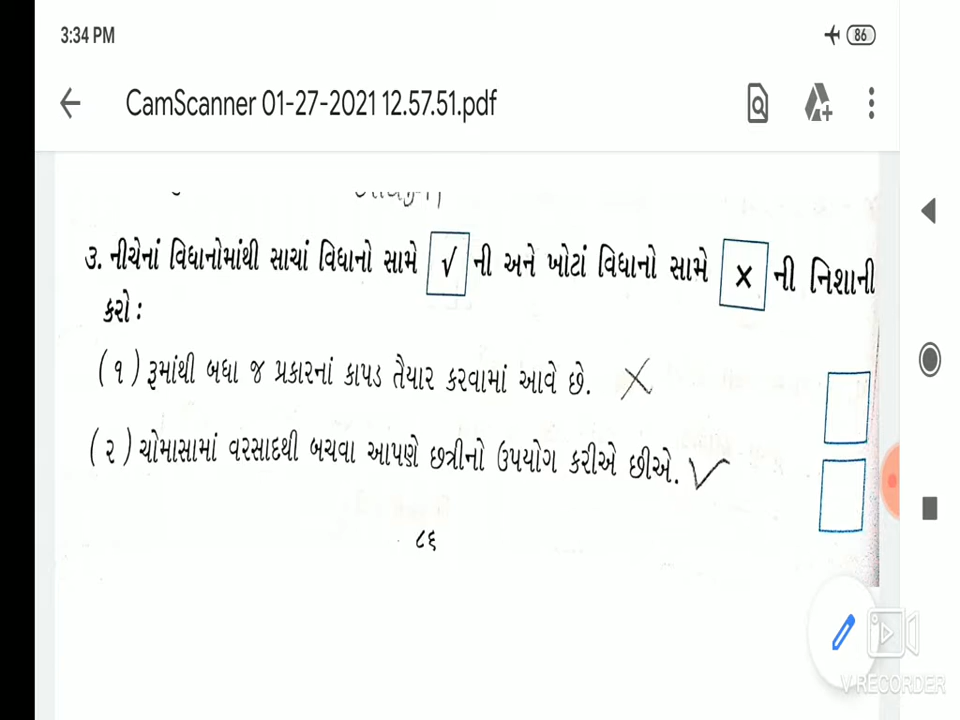 3:34 PM
86
CamScanner 01-27-2021 12.57.51.pdf
૩. નીચેનાં વિધાનોમાંથી સાચાં વિધાનો સામે √ ની અને ખોટાં વિધાનો સામે × ની નિશાની
કરો :
(૧) રૂમાંથી બધા જ પ્રકારનાં કાપડ તૈયાર કરવામાં આવે છે. ×
(૨) ચોમાસામાં વરસાદથી બચવા આપણે છત્રીનો ઉપયોગ કરીએ છીએ. √
૮૬
V RECORDER